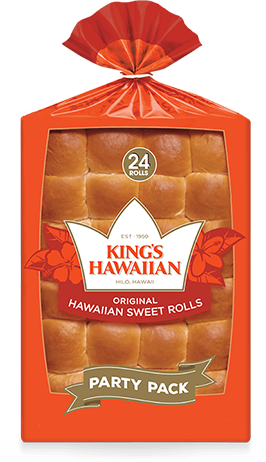 24
ROLLS
EST · 1950
KING'S
HAWAIIAN
HILO, HAWAII
ORIGINAL
HAWAIIAN SWEET ROLLS
PARTY PACK